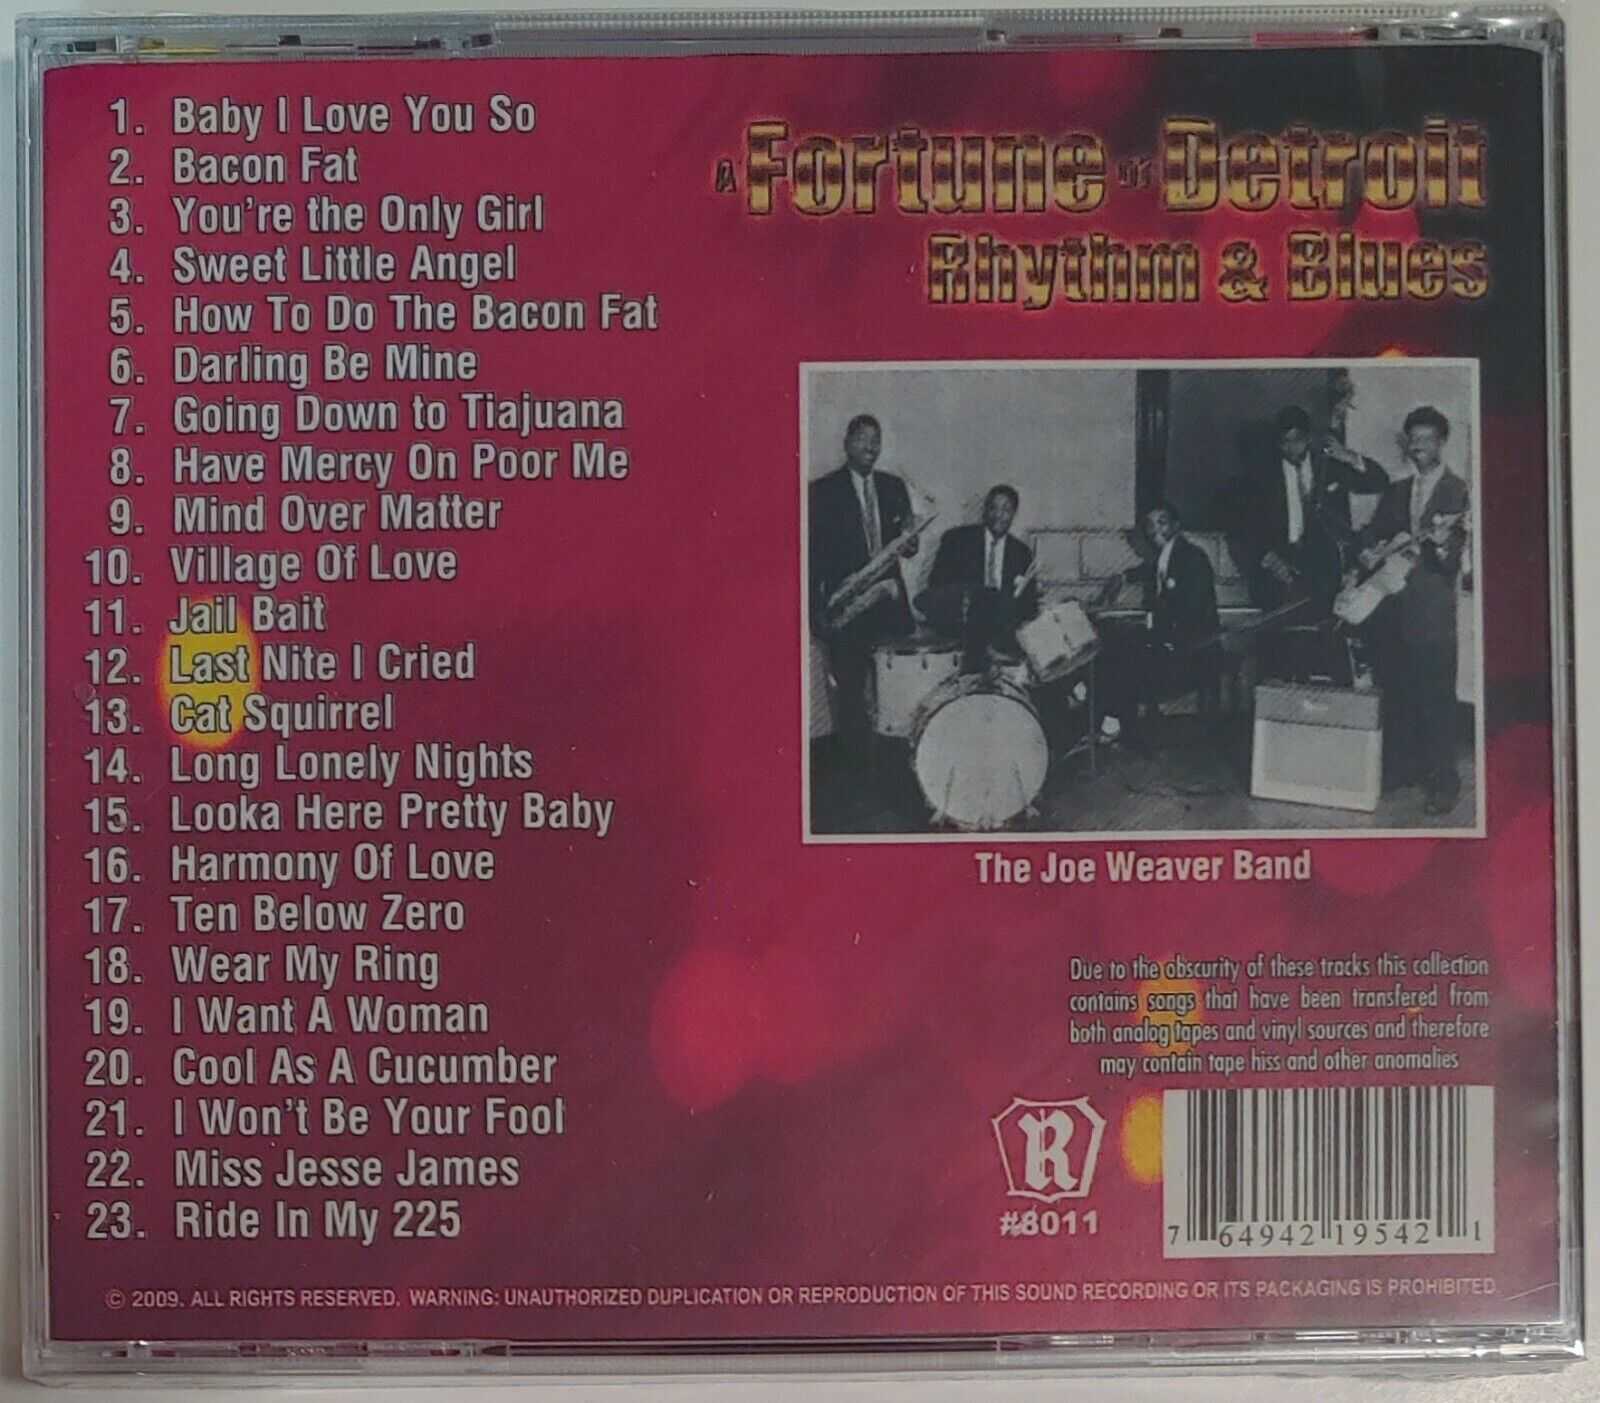 1. Baby I Love You So
2. Bacon Fat
3. You're the Only Girl
4. Sweet Little Angel
5. How To Do The Bacon Fat
6. Darling Be Mine
7. Going Down to Tiajuana
8. Have Mercy On Poor Me
9. Mind Over Matter
10. Village Of Love
11. Jail Bait
12. Last Nite I Cried
13. Cat Squirrel
14. Long Lonely Nights
15. Looka Here Pretty Baby
16. Harmony Of Love
17. Ten Below Zero
18. Wear My Ring
19. I Want A Woman
20. Cool As A Cucumber
21. I Won't Be Your Fool
22. Miss Jesse James
23. Ride In My 225
A Fortune of Detroit
Rhythm & Blues
The Joe Weaver Band
Due to the obscurity of these tracks this collection
contains songs that have been transfered from
both analog tapes and vinyl sources and therefore
may contain tape hiss and other anomalies
R
#8011
7 64942 19542 1
© 2009. ALL RIGHTS RESERVED. WARNING: UNAUTHORIZED DUPLICATION OR REPRODUCTION OF THIS SOUND RECORDING OR ITS PACKAGING IS PROHIBITED